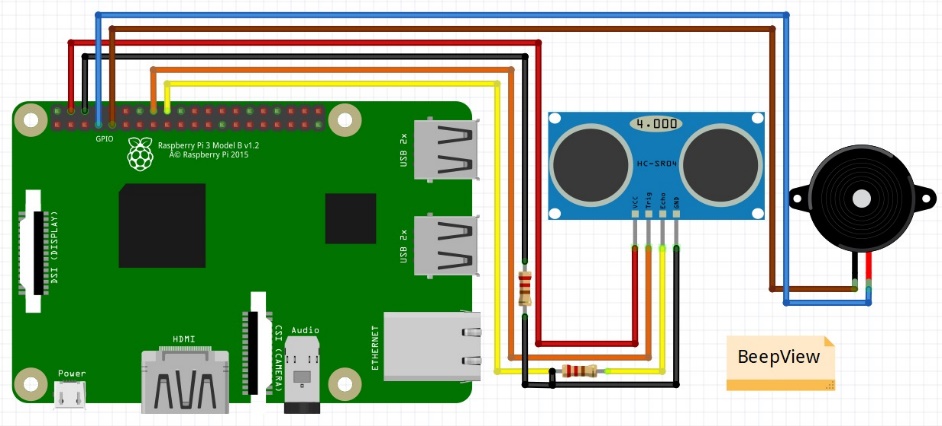 GPIO
Raspberry Pi 3 Model B v1.2
Â© Raspberry Pi 2015
USB 2x
4.000
HC-SR04
VCC
Trig
Echo
GND
DSI (DISPLAY)
USB 2x
HDMI
CSI (CAMERA)
Audio
ETHERNET
BeepView
Power